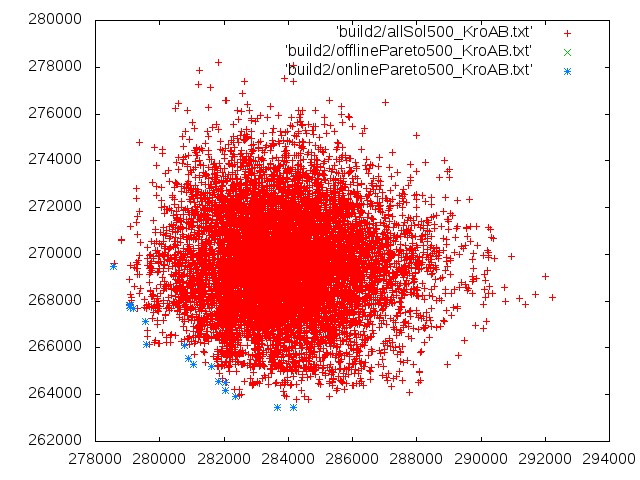 280000
'build2/allSol500_KroAB.txt'
278000
'build2/offlinePareto500_KroAB.txt'
'build2/onlinePareto500_KroAB.txt'
276000
274000
272000
270000
268000
266000
264000
262000
278000 280000 282000 284000 286000 288000 290000 292000 294000